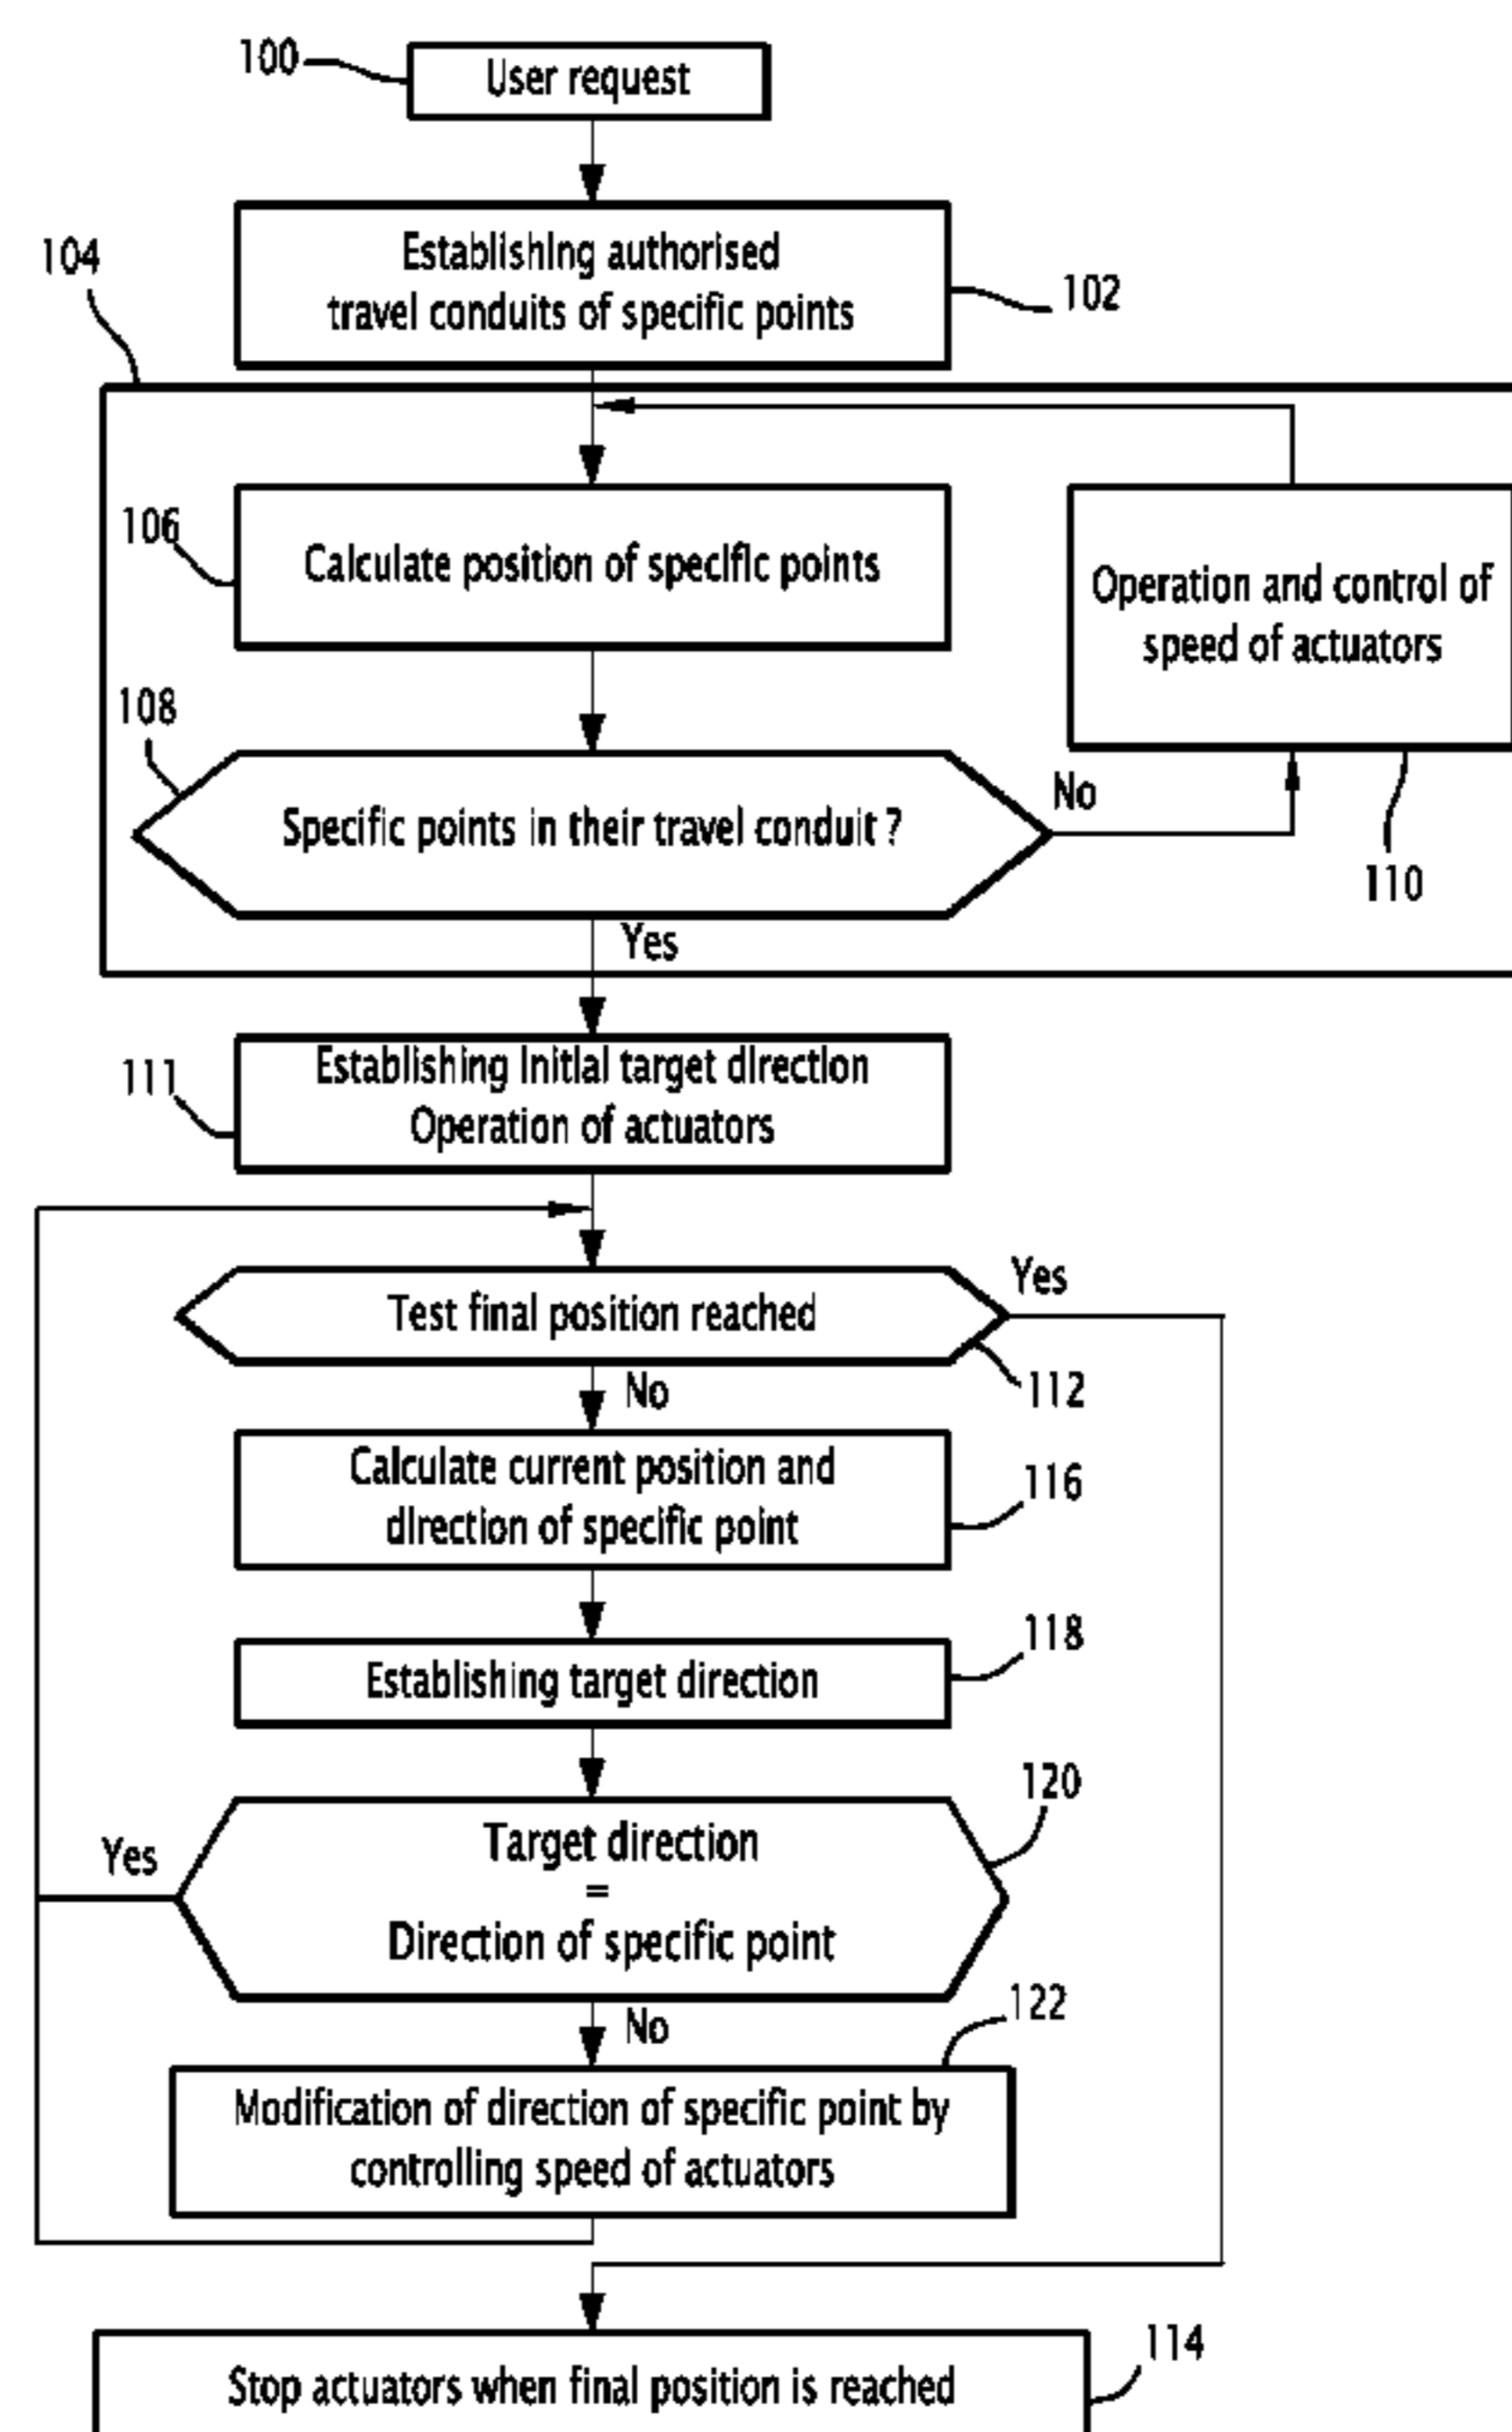 100
User request
104
Establishing authorised
travel conduits of specific points
102
106
Calculate position of specific points
Operation and control of
speed of actuators
108
Specific points in their travel conduit ?
No
110
Yes
111
Establishing initial target direction
Operation of actuators
Yes
Test final position reached
112
No
Calculate current position and
direction of specific point
116
118
Establishing target direction
120
Yes
Target direction
=
Direction of specific point
No
122
Modification of direction of specific point by
controlling speed of actuators
114
Stop actuators when final position is reached